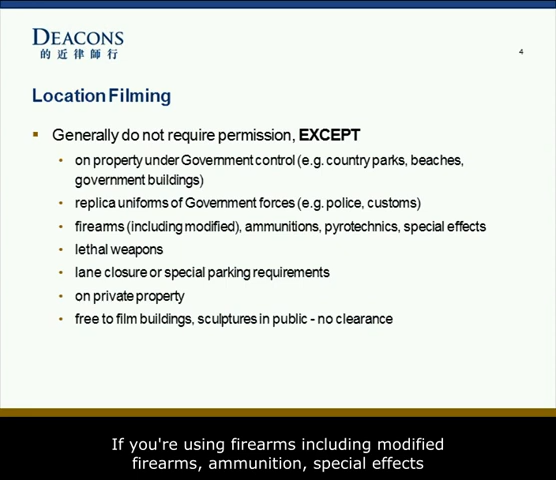 DEACONS
的近律師行
4
Location Filming
Generally do not require permission, EXCEPT
on property under Government control (e.g. country parks, beaches,
government buildings)
replica uniforms of Government forces (e.g. police, customs)
firearms (including modified), ammunitions, pyrotechnics, special effects
lethal weapons
lane closure or special parking requirements
on private property
free to film buildings, sculptures in public - no clearance
If you're using firearms including modified
firearms, ammunition, special effects